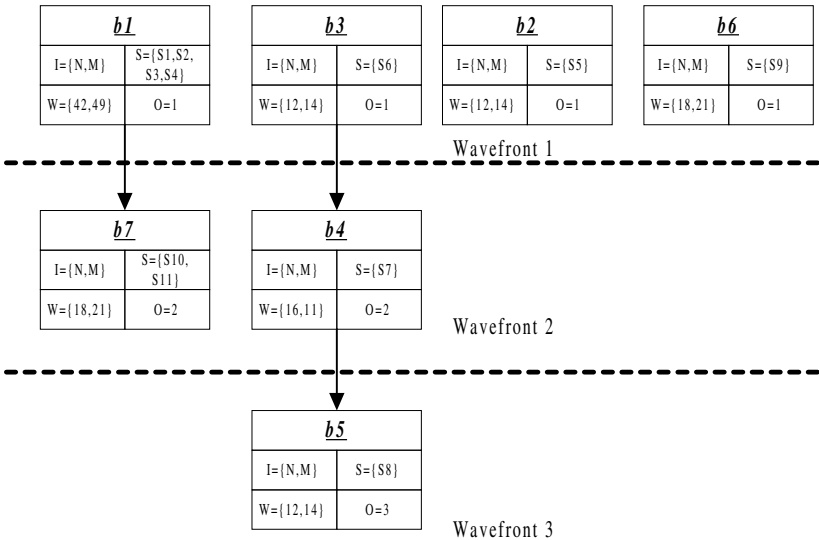 b1
I={N,M}
S={S1,S2,
S3,S4}
W={42,49}
O=1
b3
I={N,M}
S={S6}
W={12,14}
O=1
b2
I={N,M}
S={S5}
W={12,14}
O=1
b6
I={N,M}
S={S9}
W={18,21}
O=1
Wavefront 1
b7
I={N,M}
S={S10,
S11}
W={18,21}
O=2
b4
I={N,M}
S={S7}
W={16,11}
O=2
Wavefront 2
b5
I={N,M}
S={S8}
W={12,14}
O=3
Wavefront 3